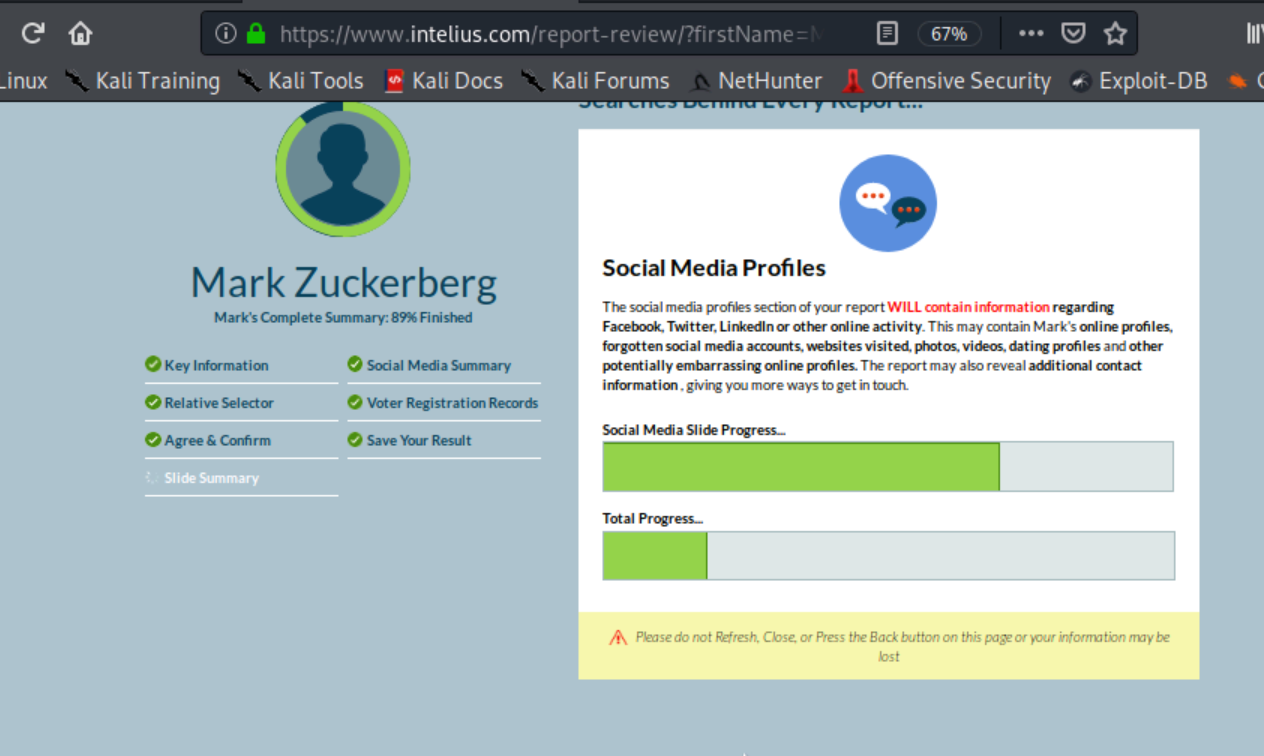 https://www.intelius.com/report-review/?firstName=
67%
Linux Kali Training Kali Tools Kali Docs Kali Forums NetHunter Offensive Security Exploit-DB
Searches Behind Every Report...
Mark Zuckerberg
Mark's Complete Summary: 89% Finished
Key Information
Social Media Summary
Relative Selector
Voter Registration Records
Agree & Confirm
Save Your Result
Slide Summary
Social Media Profiles
The social media profiles section of your report WILL contain information regarding
Facebook, Twitter, LinkedIn or other online activity. This may contain Mark's online profiles,
forgotten social media accounts, websites visited, photos, videos, dating profiles and other
potentially embarrassing online profiles. The report may also reveal additional contact
information , giving you more ways to get in touch.
Social Media Slide Progress...
Total Progress...
Please do not Refresh, Close, or Press the Back button on this page or your information may be
lost